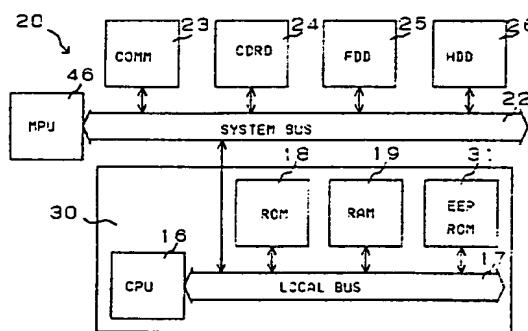 20
23
24
25
26
COMM
CDRD
FDD
HDD
46
MPU
22
SYSTEM BUS
18
19
31
30
ROM
RAM
EEP
ROM
16
CPU
17
LOCAL BUS